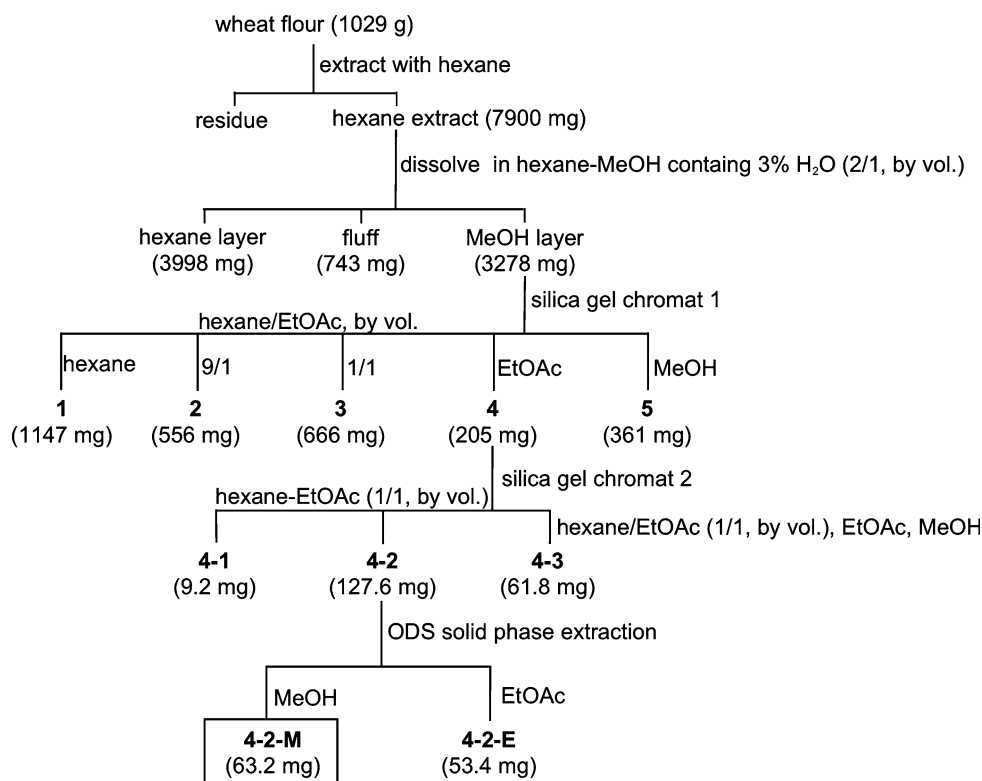 wheat flour (1029 g)
extract with hexane
residue
hexane extract (7900 mg)
dissolve in hexane-MeOH containg 3% H₂O (2/1, by vol.)
hexane layer
(3998 mg)
fluff
(743 mg)
MeOH layer
(3278 mg)
silica gel chromat 1
hexane/EtOAc, by vol.
hexane
9/1
1/1
EtOAc
MeOH
1
(1147 mg)
2
(556 mg)
3
(666 mg)
4
(205 mg)
5
(361 mg)
silica gel chromat 2
hexane-EtOAc (1/1, by vol.)
hexane/EtOAc (1/1, by vol.), EtOAc, MeOH
4-1
(9.2 mg)
4-2
(127.6 mg)
4-3
(61.8 mg)
ODS solid phase extraction
MeOH
EtOAc
4-2-M
(63.2 mg)
4-2-E
(53.4 mg)